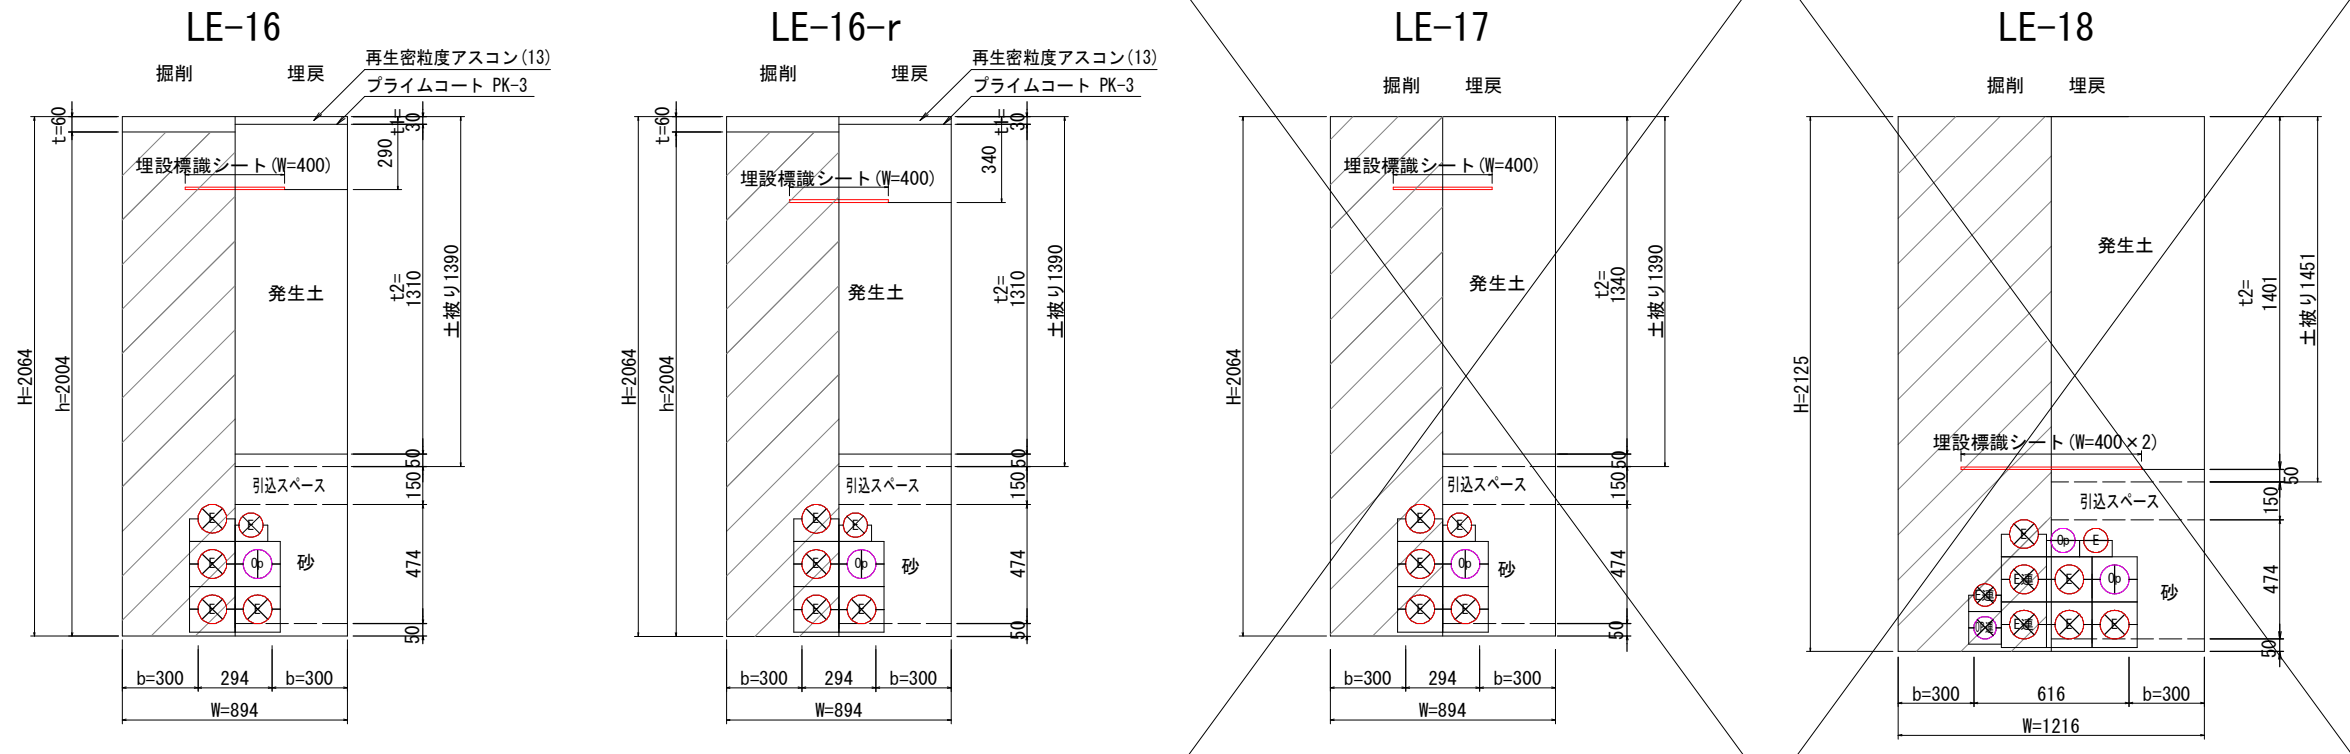 LE-16
掘削
埋戻
再生密粒度アスコン(13)
プライムコート PK-3
t=60
t1=
30
290
埋設標識シート(W=400)
発生土
t2=
1310
土被り1390
H=2064
h=2004
50
150
引込スペース
474
砂
E
E
E
Op
E
E
50
b=300
294
b=300
W=894
LE-16-r
掘削
埋戻
再生密粒度アスコン(13)
プライムコート PK-3
t=60
t1=
30
340
埋設標識シート(W=400)
発生土
t2=
1310
土被り1390
H=2064
h=2004
50
150
引込スペース
474
砂
E
E
E
Op
E
E
50
b=300
294
b=300
W=894
LE-17
掘削
埋戻
埋設標識シート(W=400)
発生土
t2=
1340
土被り1390
H=2064
50
150
引込スペース
474
砂
E
E
E
Op
E
E
50
b=300
294
b=300
W=894
LE-18
掘削
埋戻
発生土
t2=
1401
土被り1451
H=2125
埋設標識シート(W=400×2)
50
150
引込スペース
474
砂
E
Op
E
E
Op
E
E
50
b=300
616
b=300
W=1216